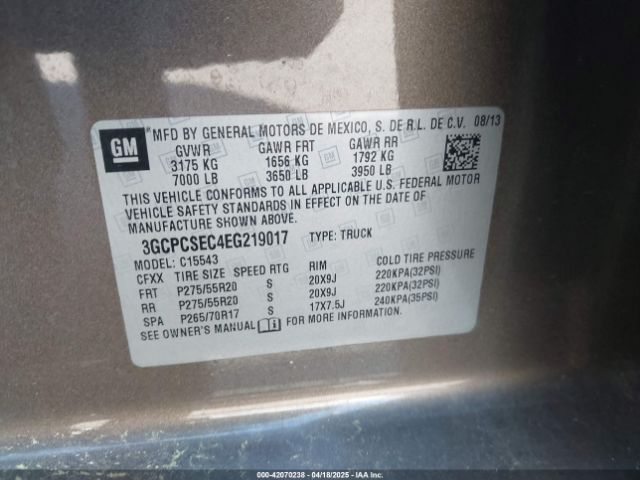 GM
*MFD BY GENERAL MOTORS DE MEXICO, S. DE R.L. DE C.V. 08/13
GVWR GAWR FRT GAWR RR
3175 KG 1656 KG 1792 KG
7000 LB 3650 LB 3950 LB
THIS VEHICLE CONFORMS TO ALL APPLICABLE U.S. FEDERAL MOTOR
VEHICLE SAFETY STANDARDS IN EFFECT ON THE DATE OF
MANUFACTURE SHOWN ABOVE.
3GCPCSEC4EG219017 TYPE: TRUCK
MODEL: C15543
CFXX TIRE SIZE SPEED RTG RIM COLD TIRE PRESSURE
FRT P275/55R20 S 20X9J 220KPA(32PSI)
RR P275/55R20 S 20X9J 220KPA(32PSI)
SPA P265/70R17 S 17X7.5J 240KPA(35PSI)
SEE OWNER'S MANUAL FOR MORE INFORMATION.
000-42070238 - 04/18/2025 - IAAI.COM